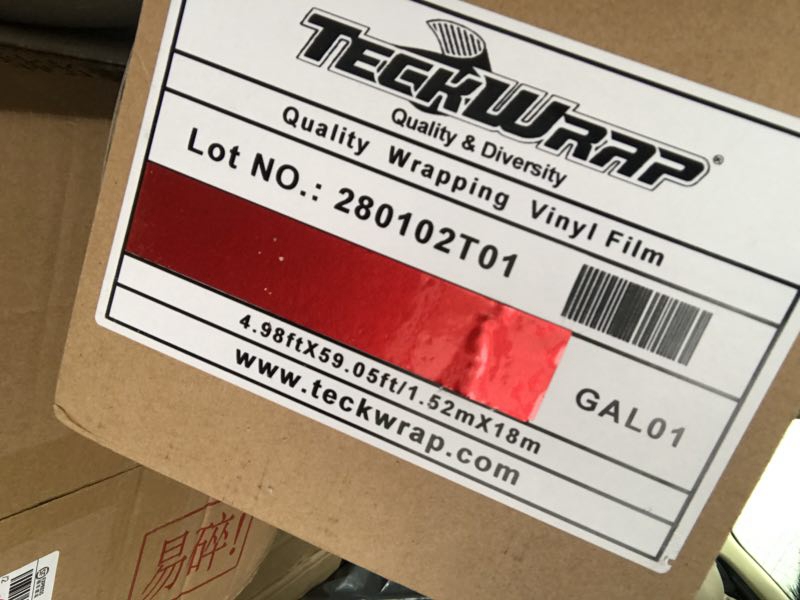 TECKWRAP®
Quality & Diversity
Quality Wrapping Vinyl Film
Lot NO.: 280102T01
GAL01
4.98ftX59.05ft/1.52mX18m
www.teckwrap.com
易碎!